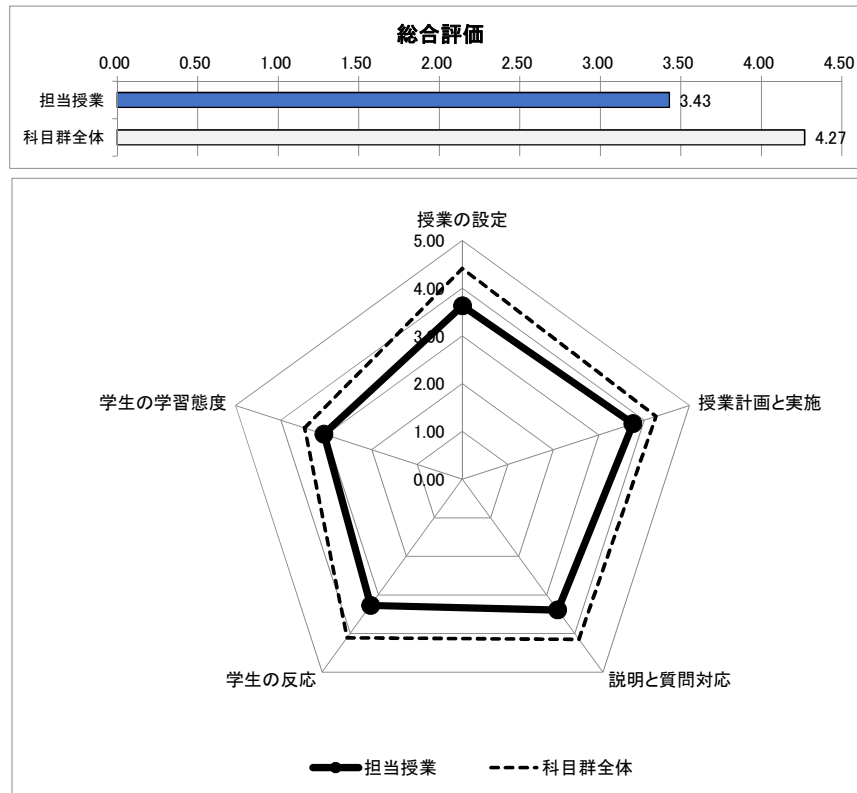 総合評価
0.00 0.50 1.00 1.50 2.00 2.50 3.00 3.50 4.00 4.50
担当授業 3.43
科目群全体 4.27
授業の設定
5.00
4.00
3.00
2.00
1.00
0.00
学生の学習態度
授業計画と実施
学生の反応
説明と質問対応
担当授業 科目群全体